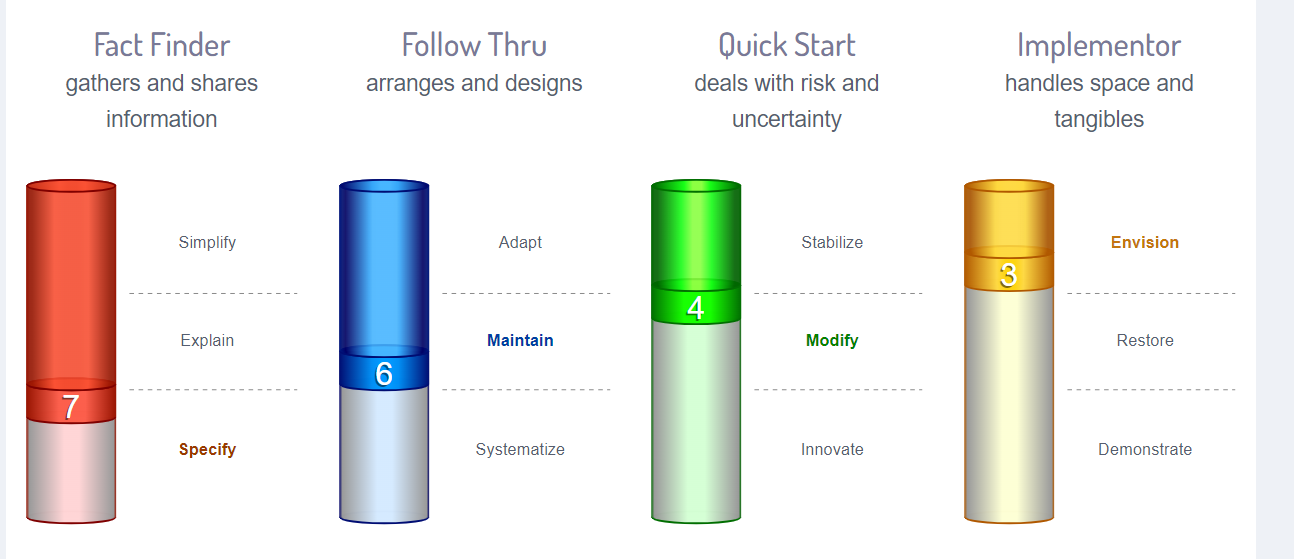 Fact Finder
gathers and shares
information
Simplify
Explain
7
Specify
Follow Thru
arranges and designs
Adapt
Maintain
6
Systematize
Quick Start
deals with risk and
uncertainty
Stabilize
4
Modify
Innovate
Implementor
handles space and
tangibles
Envision
3
Restore
Demonstrate